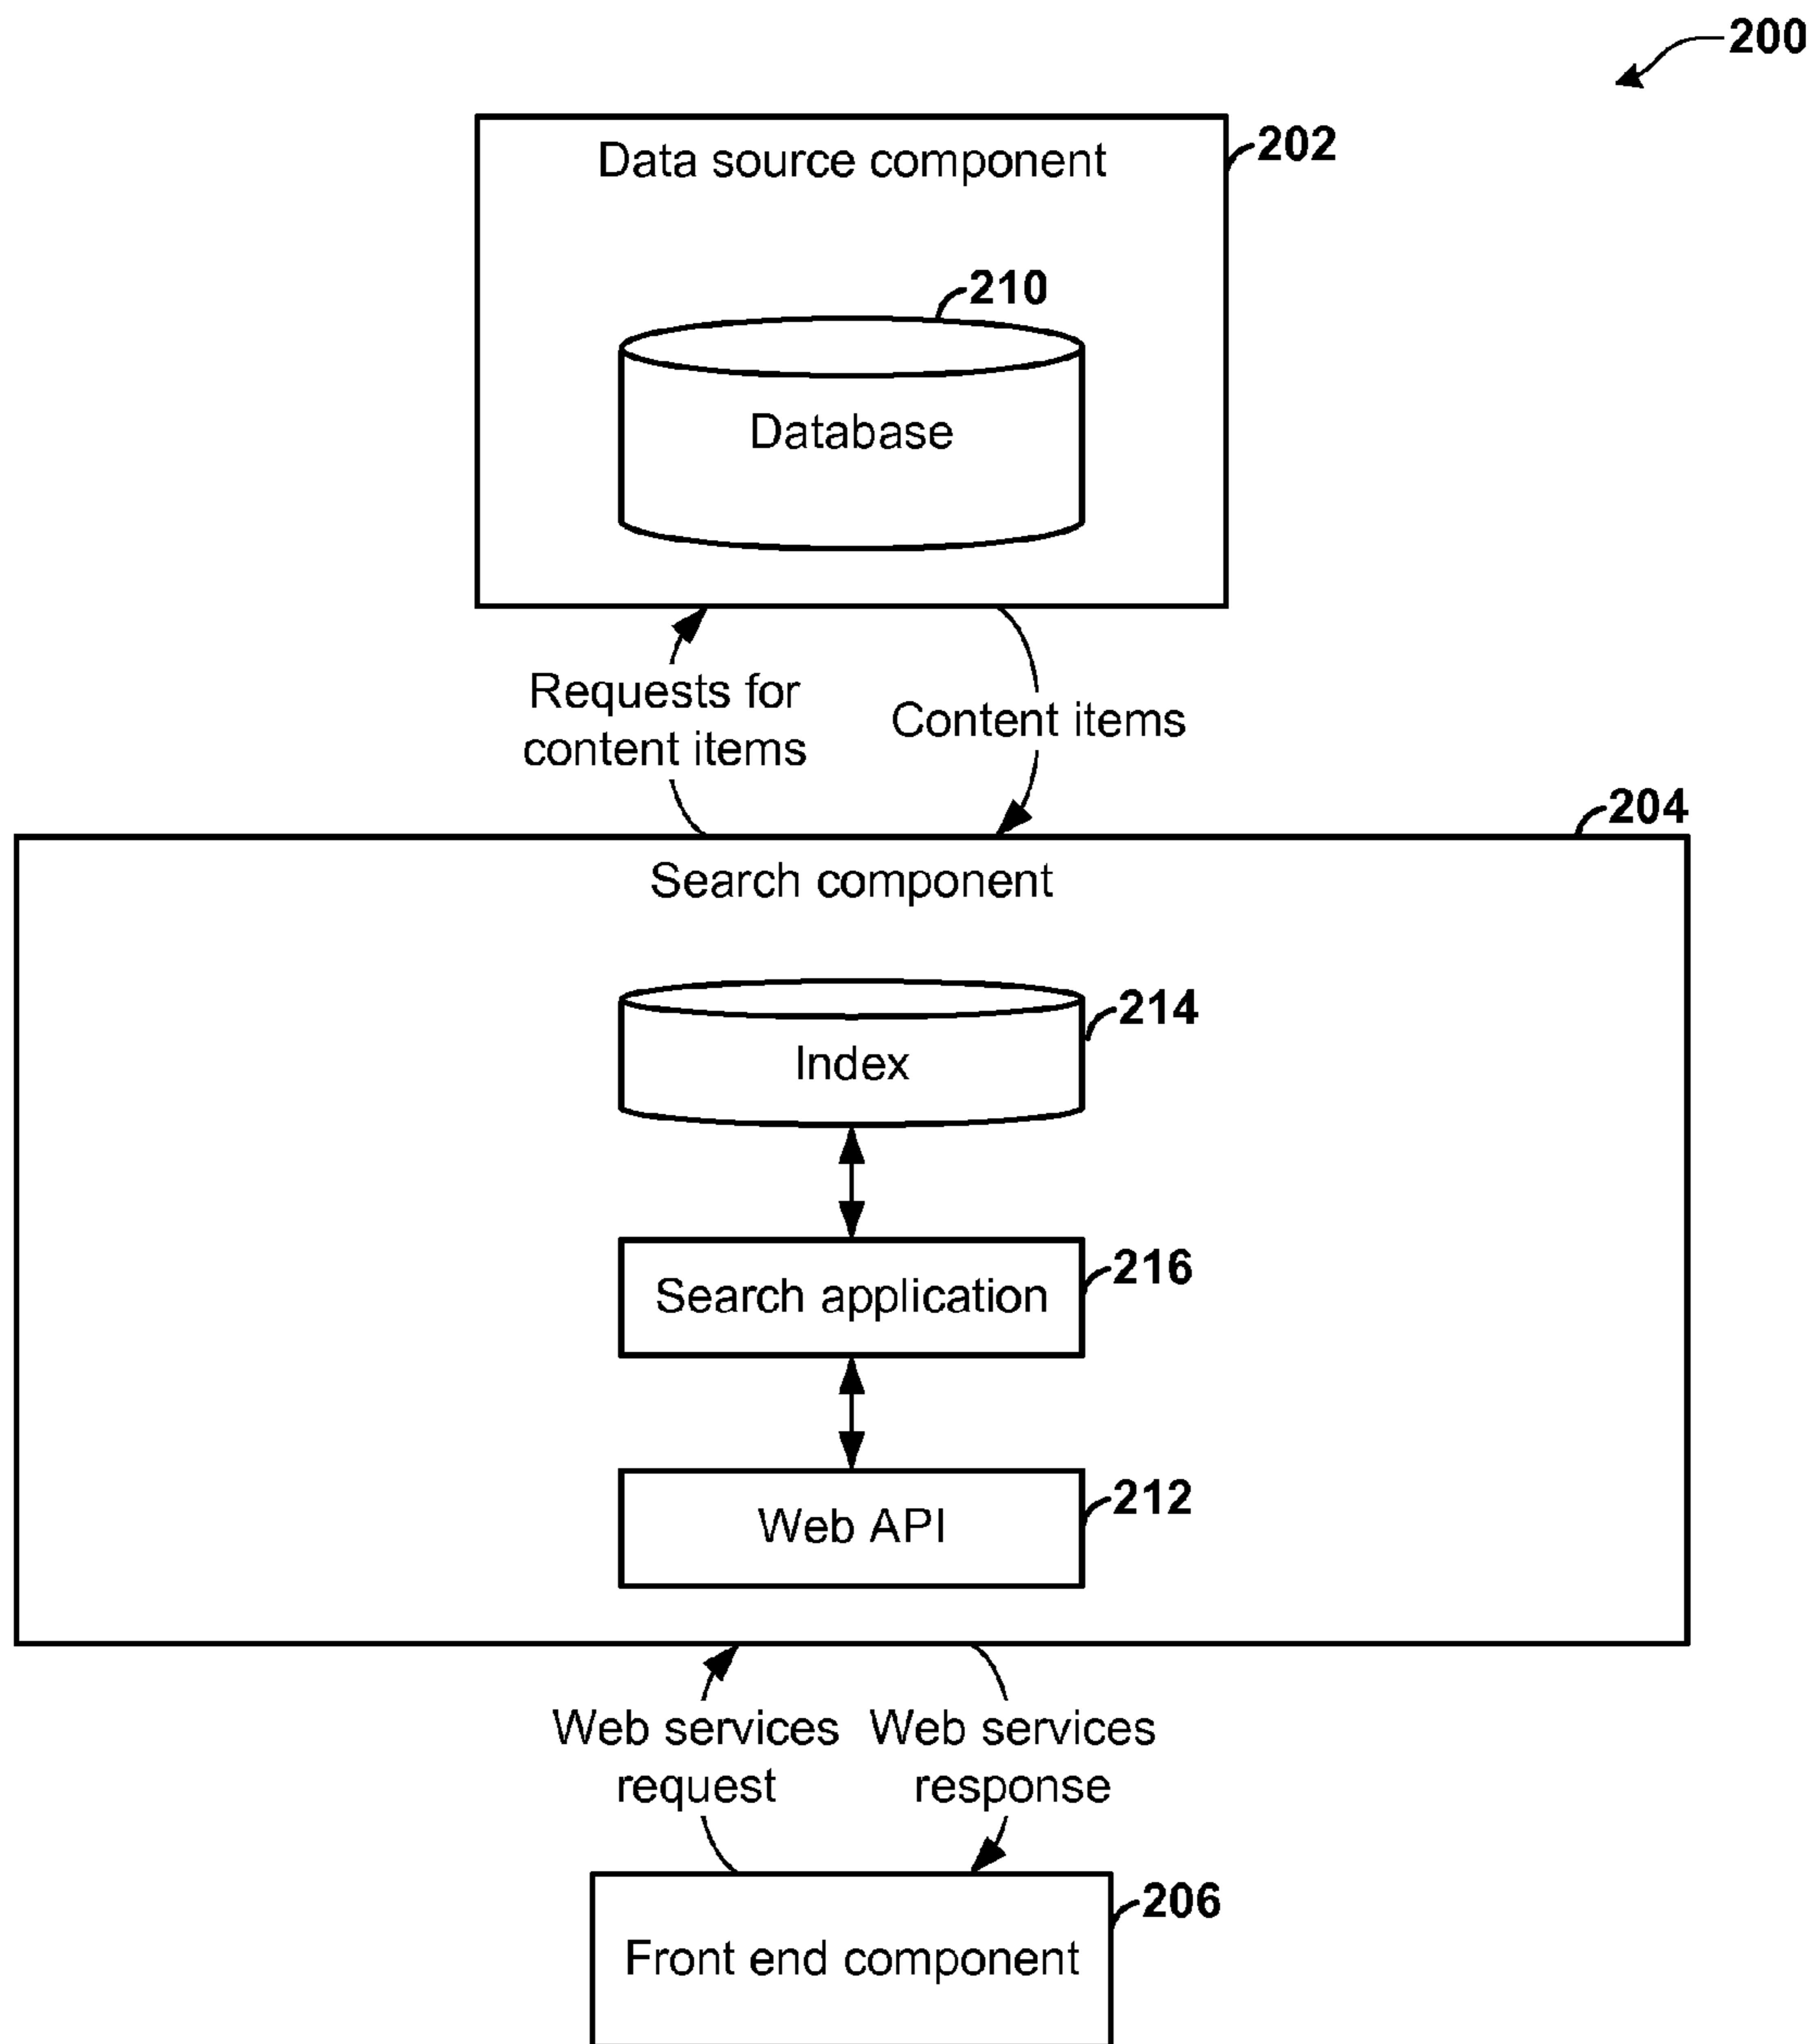 200
Data source component
202
210
Database
Requests for
content items
Content items
204
Search component
214
Index
216
Search application
212
Web API
Web services
request
Web services
response
206
Front end component